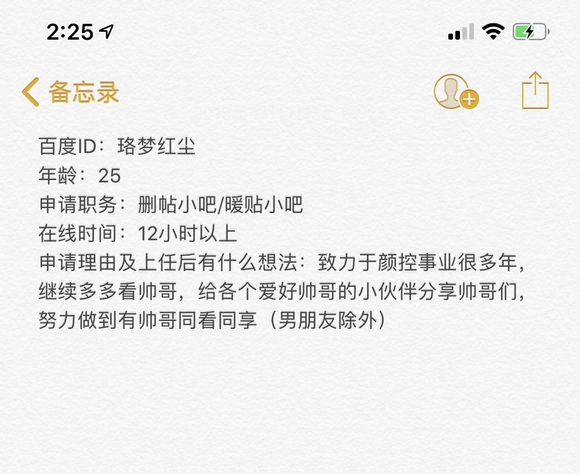 2:25
备忘录
百度ID：珞梦红尘
年龄：25
申请职务：删帖小吧/暖贴小吧
在线时间：12小时以上
申请理由及上任后有什么想法：致力于颜控事业很多年，
继续多多看帅哥，给各个爱好帅哥的小伙伴分享帅哥们，
努力做到有帅哥同看同享（男朋友除外）